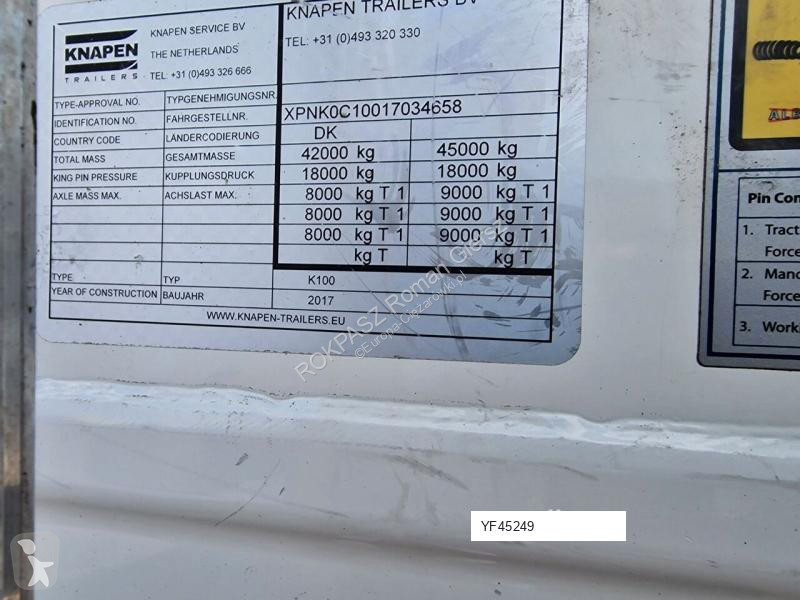 KNAPEN
TRAILERS
KNAPEN SERVICE BV
THE NETHERLANDS
TEL: +31 (0)493 326 666
KNAPEN TRAILERS BV
TEL: +31 (0)493 320 330
TYPE-APPROVAL NO. TYPGENEHMIGUNGSNR.
IDENTIFICATION NO. FAHRGESTELLNR. XPNK0C10017034658
COUNTRY CODE LÄNDERCODIERUNG DK
TOTAL MASS GESAMTMASSE 42000 kg 45000 kg
KING PIN PRESSURE KUPPLUNGSDRUCK 18000 kg 18000 kg
AXLE MASS MAX. ACHSLAST MAX. 8000 kg T 1 9000 kg T 1
8000 kg T 1 9000 kg T 1
8000 kg T 1 9000 kg T 1
kg T kg T
TYPE TYP K100
YEAR OF CONSTRUCTION BAUJAHR 2017
WWW.KNAPEN-TRAILERS.EU
ROKPASZ Roman Giersz
©Europa-Ciężarówki.pl
Pin Con
1. Tract
Force
2. Mano
Force
3. Work
YF45249